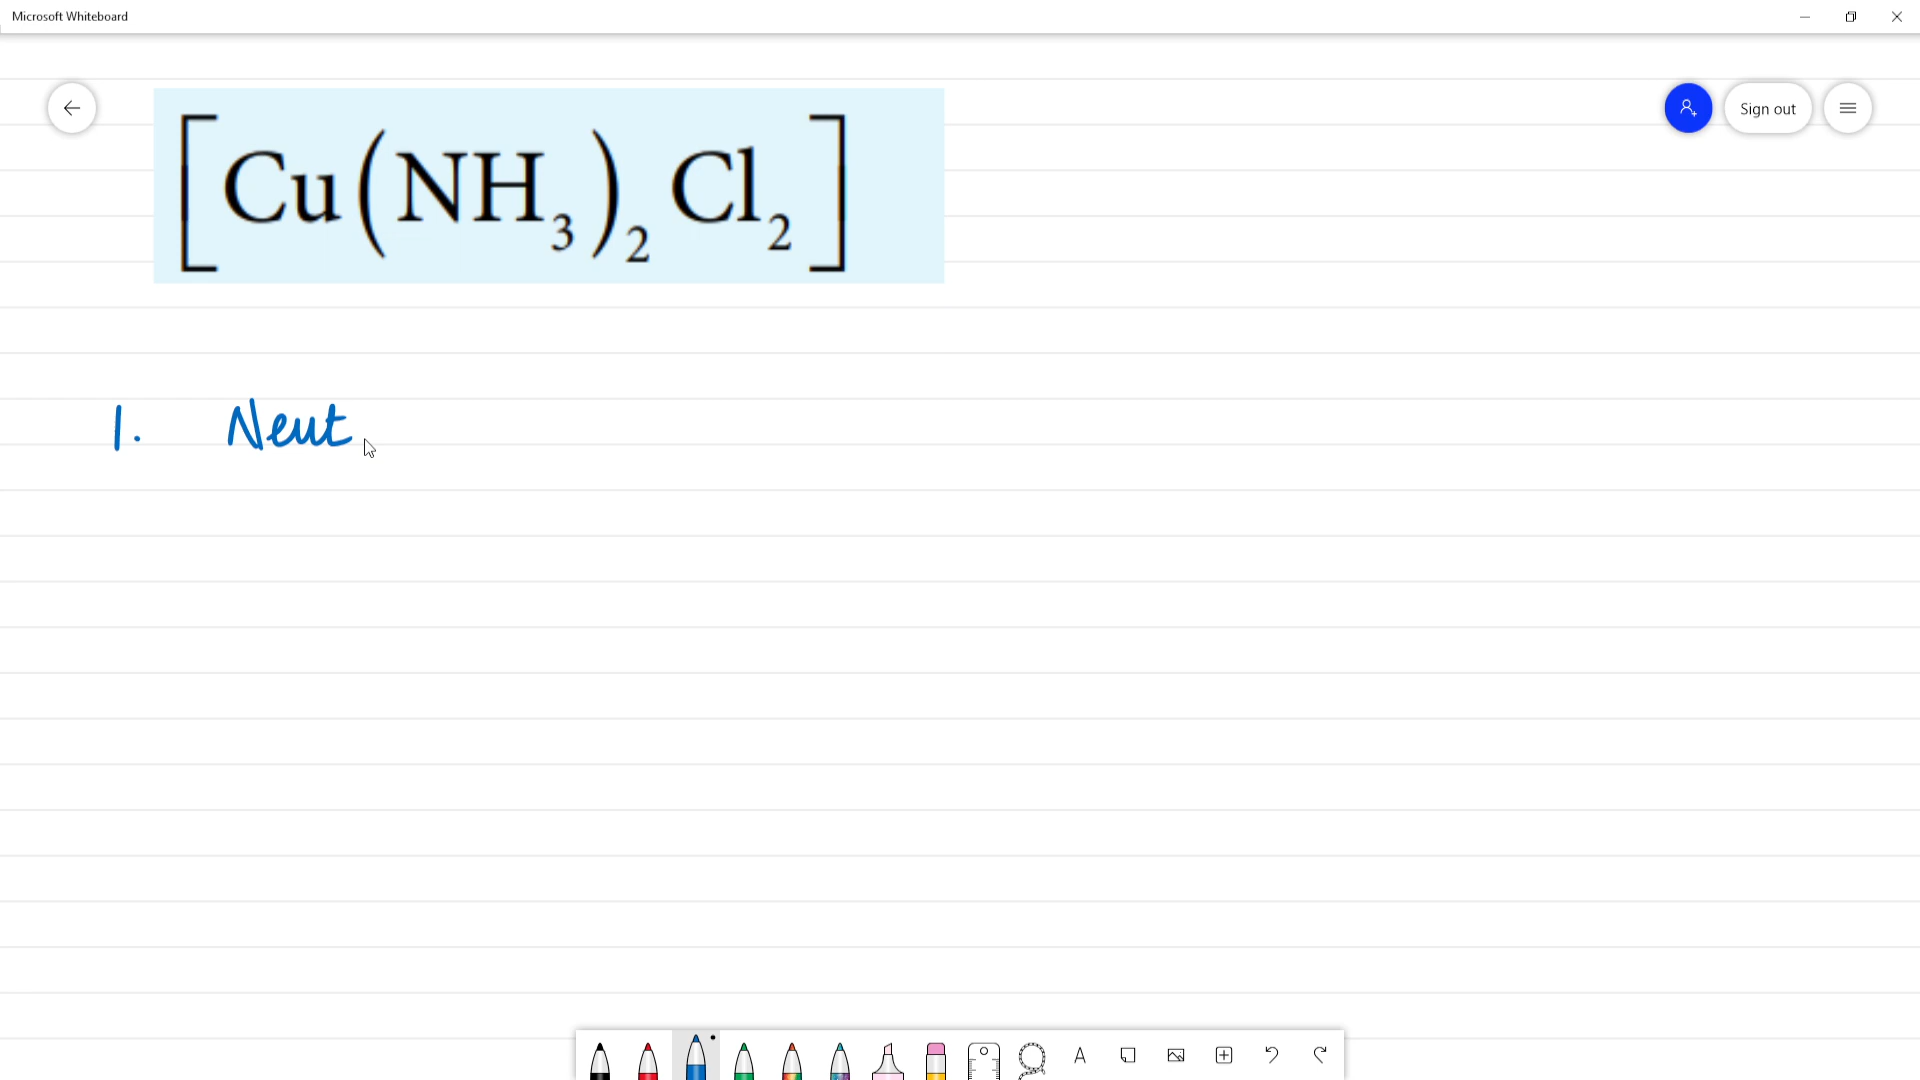 Microsoft Whiteboard
Sign out
[Cu(NH₃)₂Cl₂]
1. Neut
A